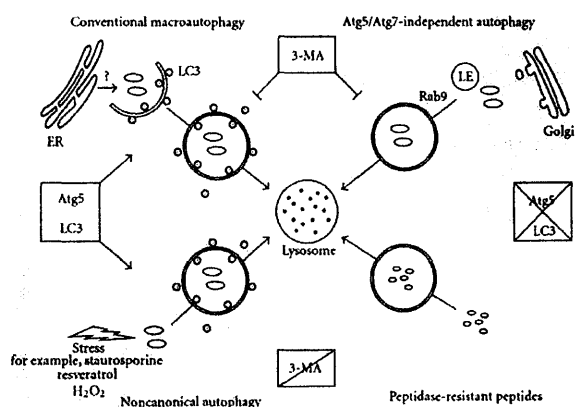 Conventional macroautophagy
Atg5/Atg7-independent autophagy
3-MA
?
LC3
LE
Rab9
ER
Golgi
Atg5
LC3
Atg5
LC3
Lysosome
Stress
for example, staurosporine
resveratrol
H₂O₂
3-MA
Noncanonical autophagy
Peptidase-resistant peptides